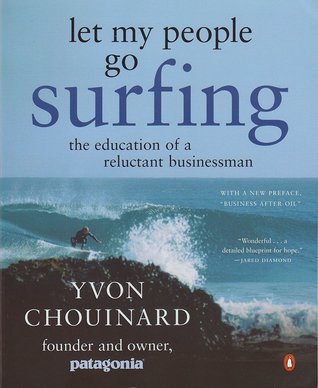 let my people
go
surfing
the education of a
reluctant businessman
WITH A NEW PREFACE,
"BUSINESS AFTER OIL"
"Wonderful . . . a
detailed blueprint for hope."
—JARED DIAMOND
YVON
CHOUINARD
founder and owner,
patagonia